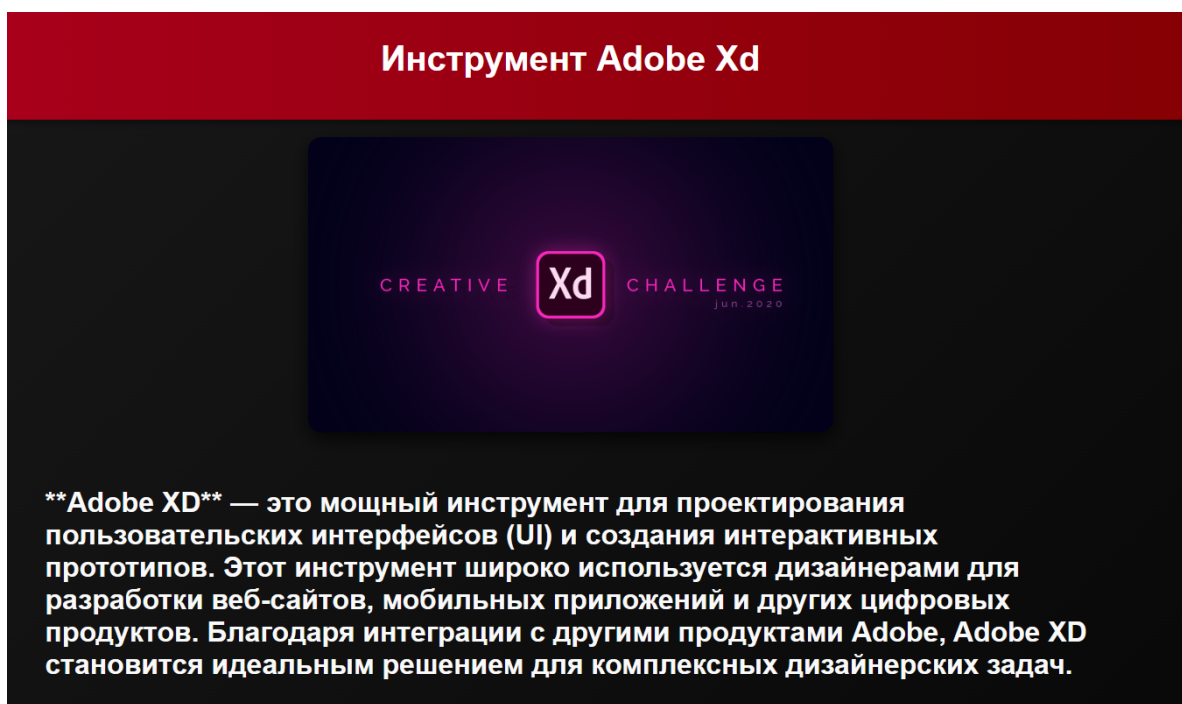 Инструмент Adobe Xd
CREATIVE Xd CHALLENGE
jun.2020
**Adobe XD** — это мощный инструмент для проектирования
пользовательских интерфейсов (UI) и создания интерактивных
прототипов. Этот инструмент широко используется дизайнерами для
разработки веб-сайтов, мобильных приложений и других цифровых
продуктов. Благодаря интеграции с другими продуктами Adobe, Adobe XD
становится идеальным решением для комплексных дизайнерских задач.